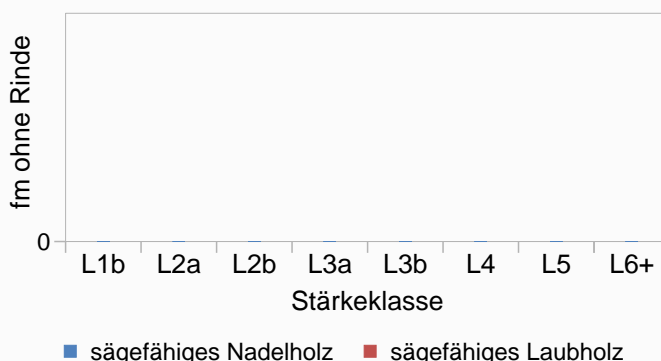 fm ohne Rinde
0
L1b L2a L2b L3a L3b L4 L5 L6+
Stärkeklasse
sägefähiges Nadelholz sägefähiges Laubholz